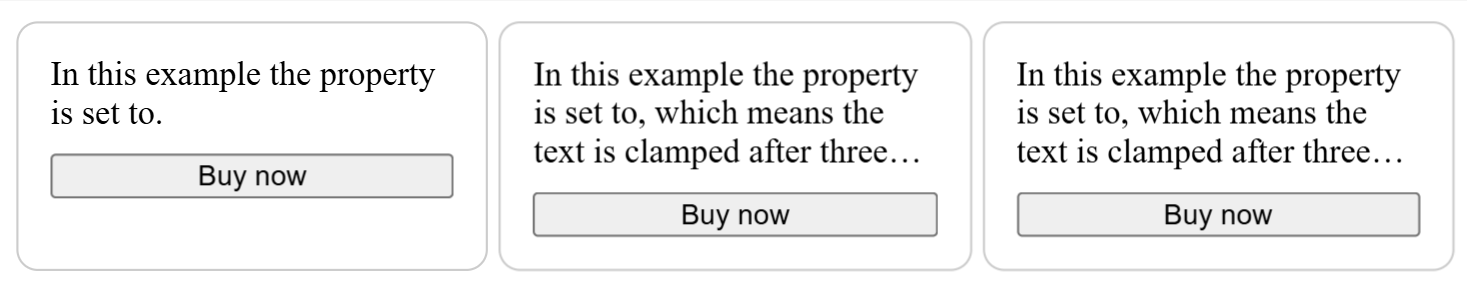 In this example the property
is set to.
Buy now
In this example the property
is set to, which means the
text is clamped after three…
Buy now
In this example the property
is set to, which means the
text is clamped after three…
Buy now